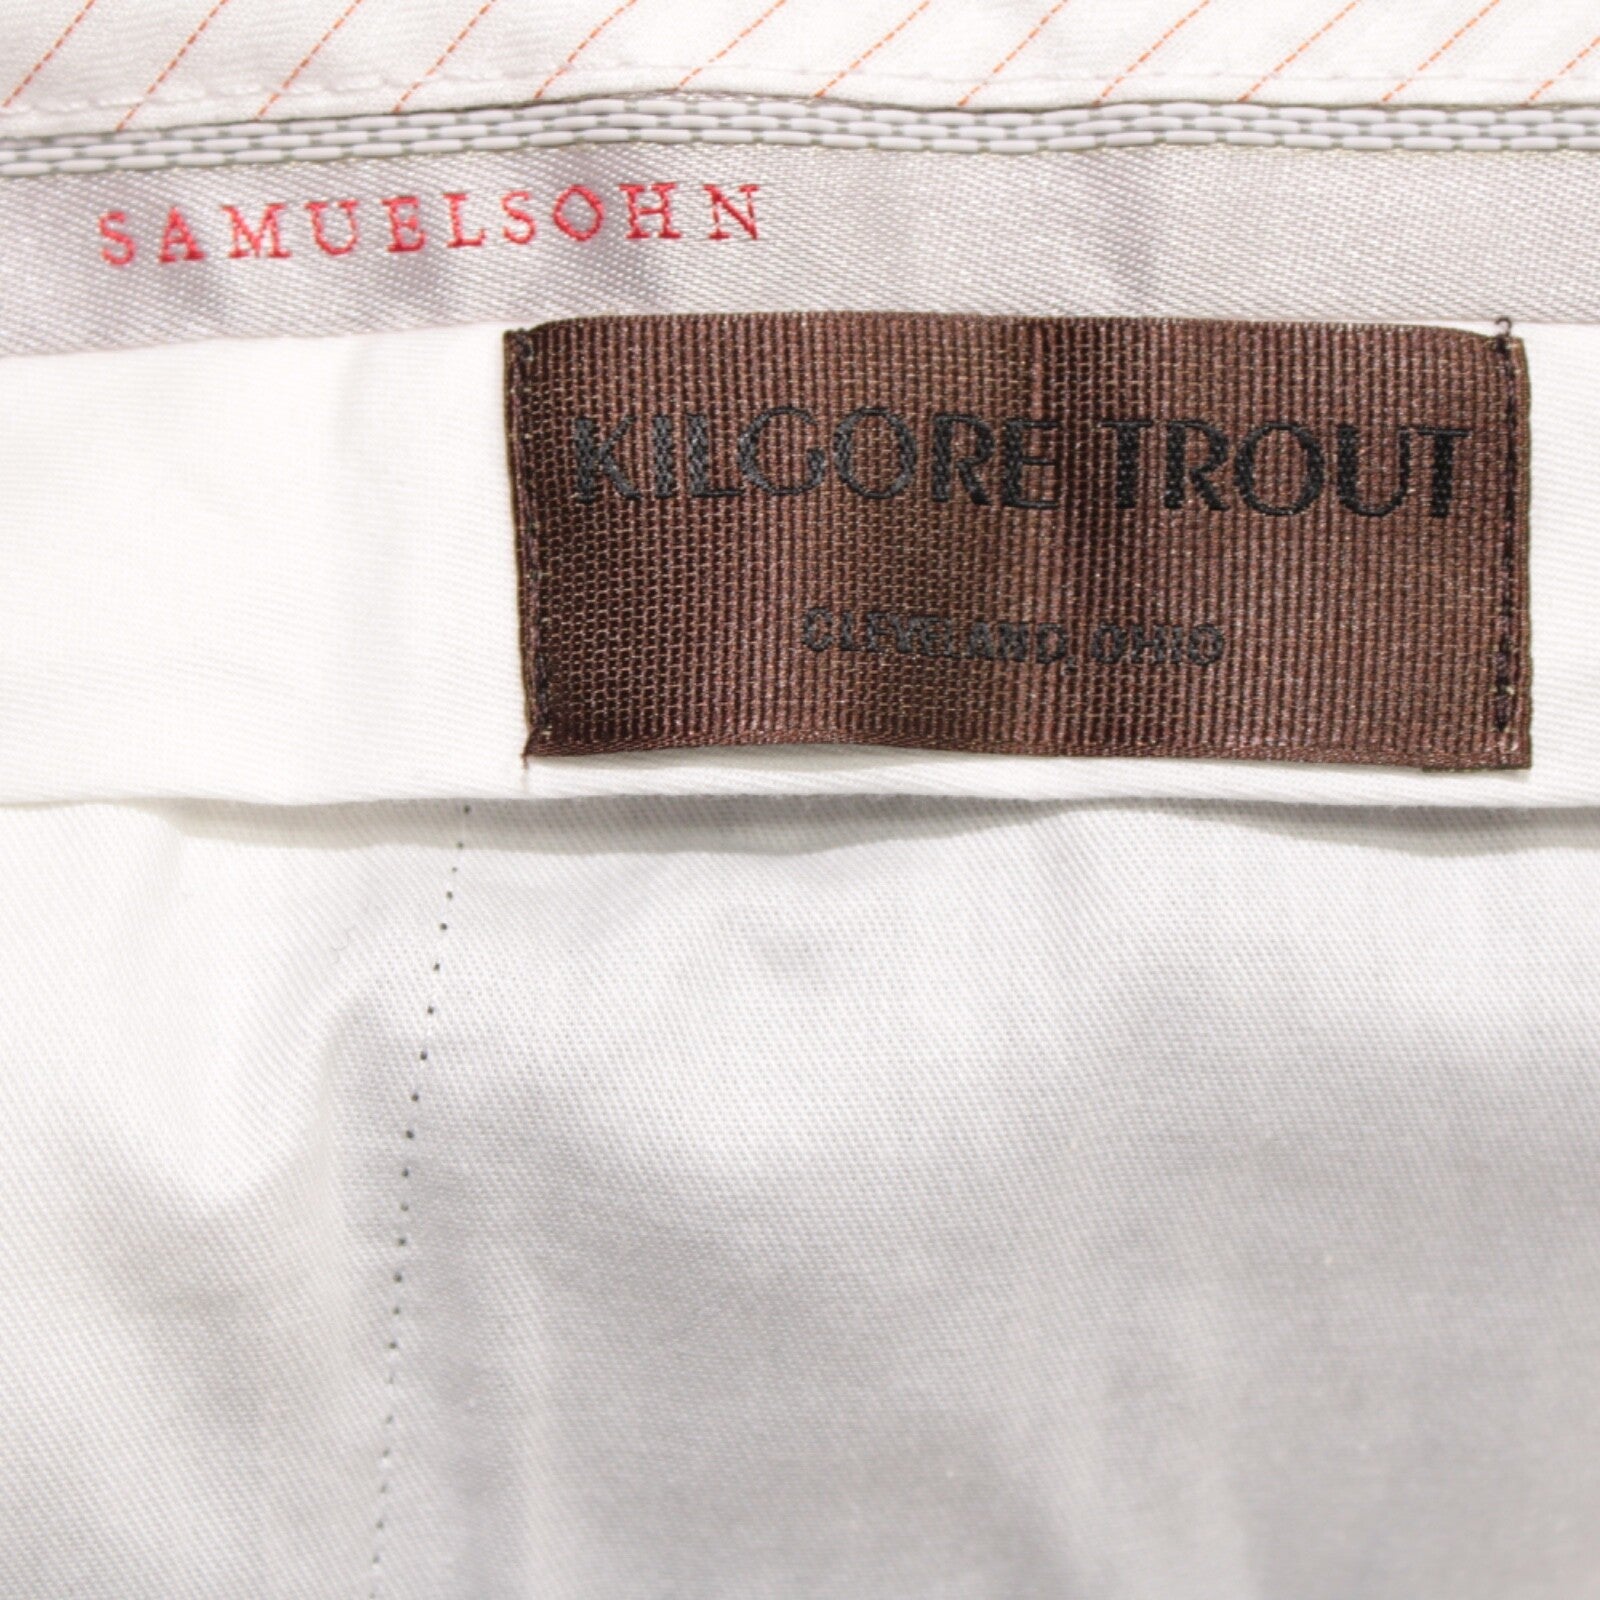 SAMUELSOHN
KILGORE TROUT
CLEVELAND, OHIO